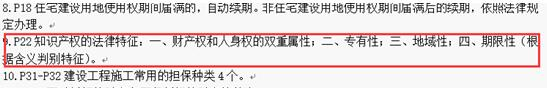 8.P18 住宅建设用地使用权期间届满的，自动续期。非住宅建设用地使用权期间届满后的续期，依照法律规
定办理。
9.P22 知识产权的法律特征：一、财产权和人身权的双重属性；二、专有性；三、地域性；四、期限性（根
据含义判别特征）。
10.P31-P32 建设工程施工常用的担保种类 4 个。